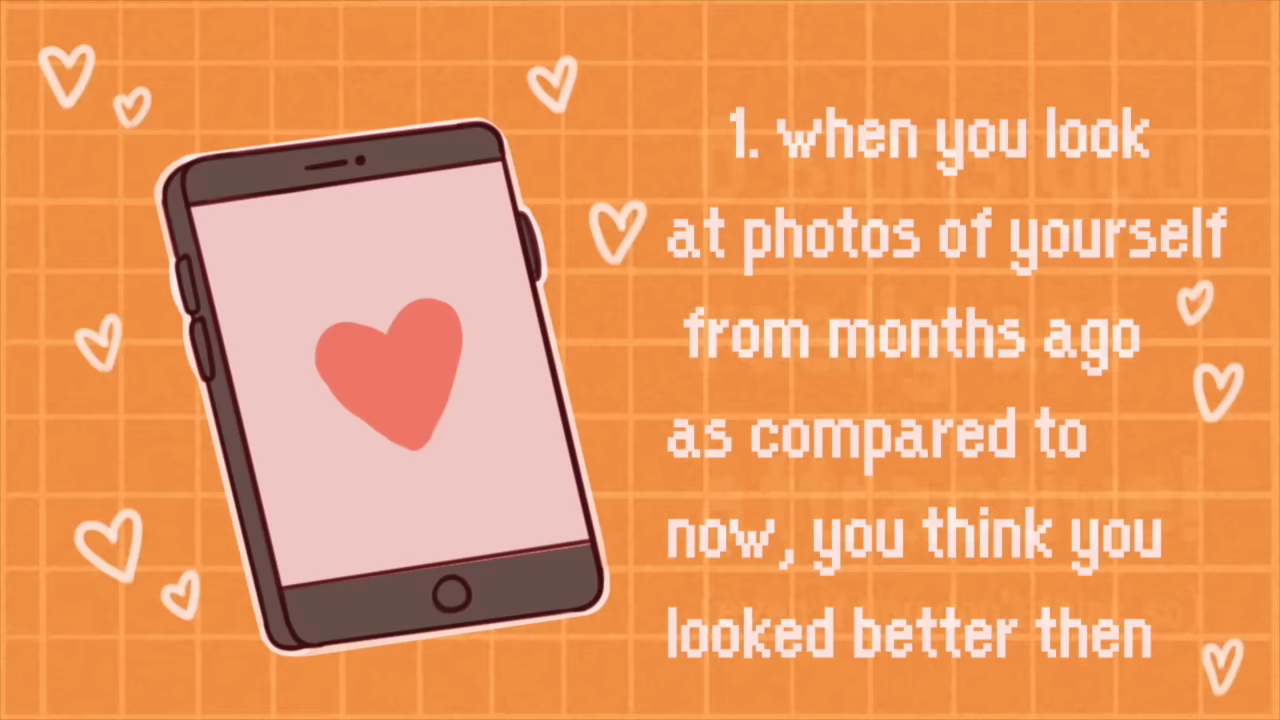 1. when you look
at photos of yourself
from months ago
as compared to
now, you think you
looked better then